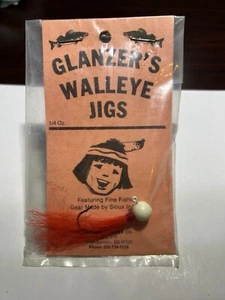 GLANZER'S
WALLEYE
JIGS
1/4 Oz.
Featuring Fine Fishing
Gear Made by Sioux